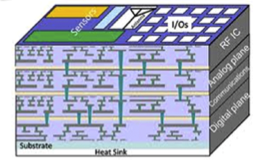 Sensors
I/Os
RF IC
Analog plane
Communications
Digital plane
Substrate
Heat Sink